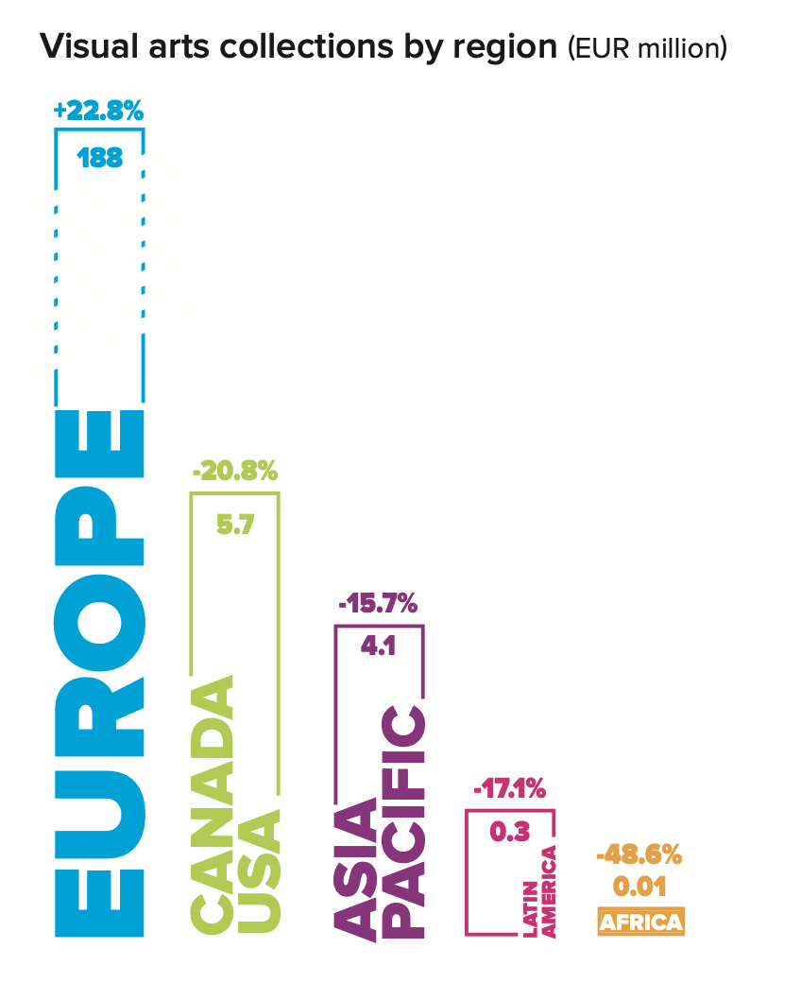 Visual arts collections by region (EUR million)
+22.8%
188
EUROPE
-20.8%
5.7
CANADA
USA
-15.7%
4.1
ASIA
PACIFIC
-17.1%
0.3
LATIN
AMERICA
-48.6%
0.01
AFRICA